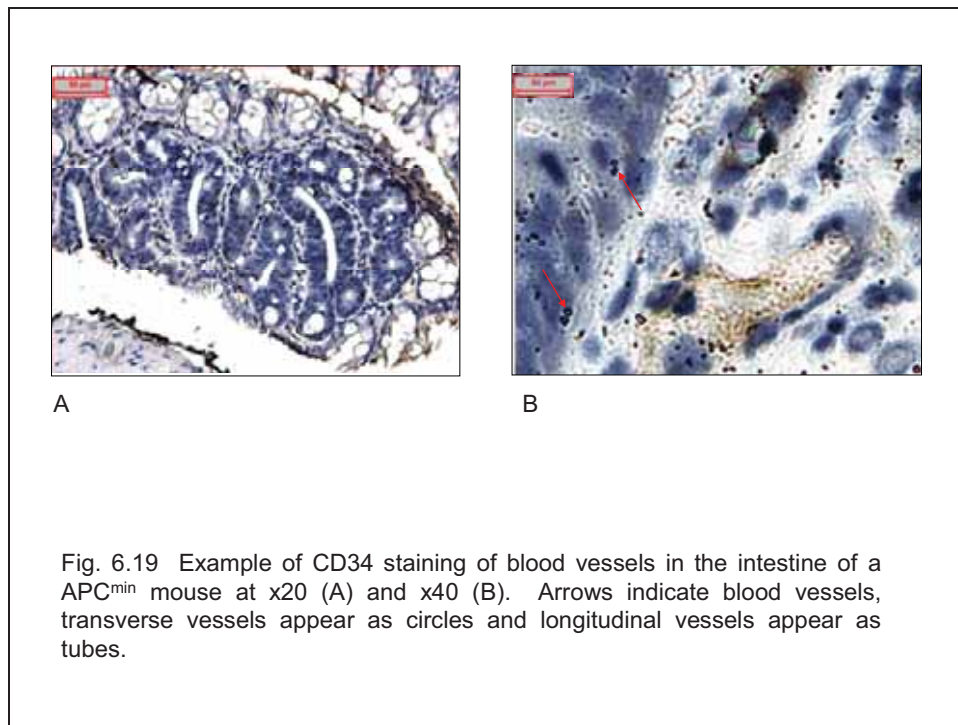 A
B
Fig. 6.19 Example of CD34 staining of blood vessels in the intestine of a
APCmin mouse at x20 (A) and x40 (B). Arrows indicate blood vessels,
transverse vessels appear as circles and longitudinal vessels appear as
tubes.